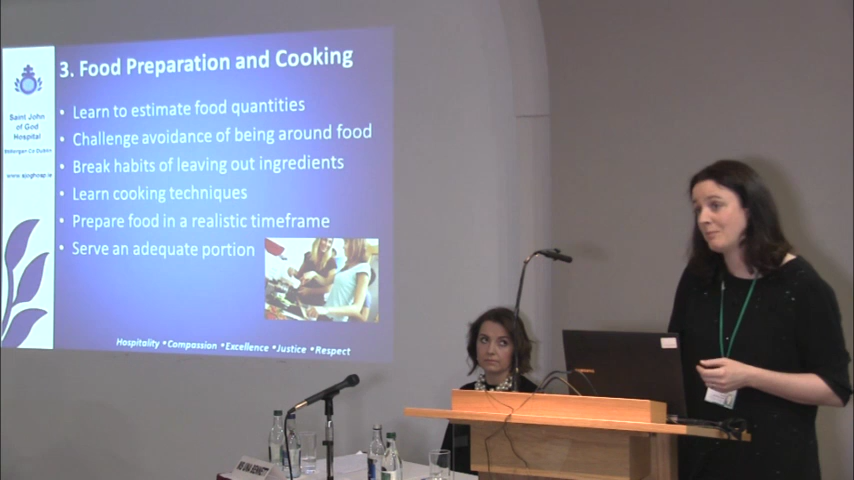 3. Food Preparation and Cooking
Saint John
of God
Hospital
Stillorgan Co Dublin
www.sjoghosp.ie
• Learn to estimate food quantities
• Challenge avoidance of being around food
• Break habits of leaving out ingredients
• Learn cooking techniques
• Prepare food in a realistic timeframe
• Serve an adequate portion
Hospitality • Compassion • Excellence • Justice • Respect
BENNETT